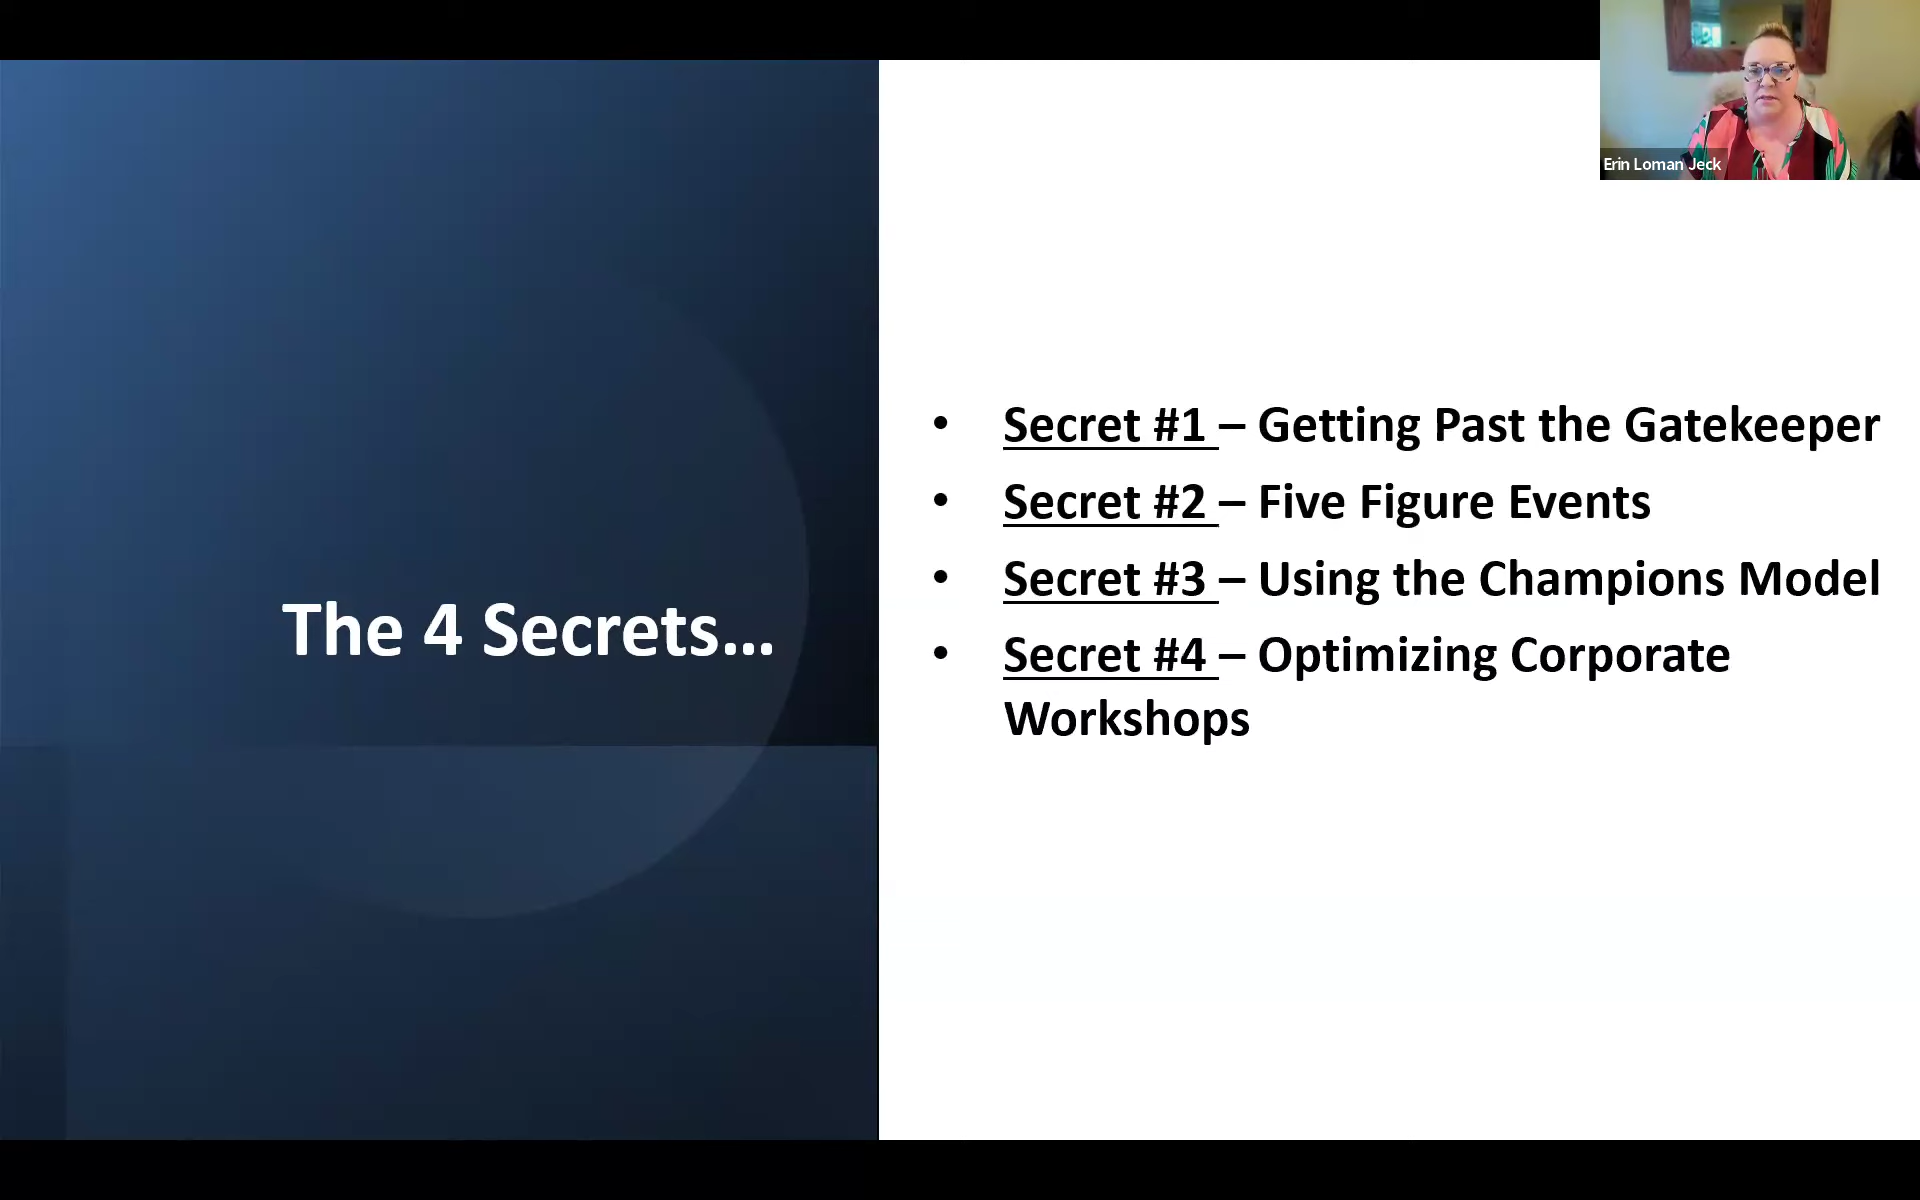 Erin Loman Jeck
The 4 Secrets...
• Secret #1 – Getting Past the Gatekeeper
• Secret #2 – Five Figure Events
• Secret #3 – Using the Champions Model
• Secret #4 – Optimizing Corporate
Workshops